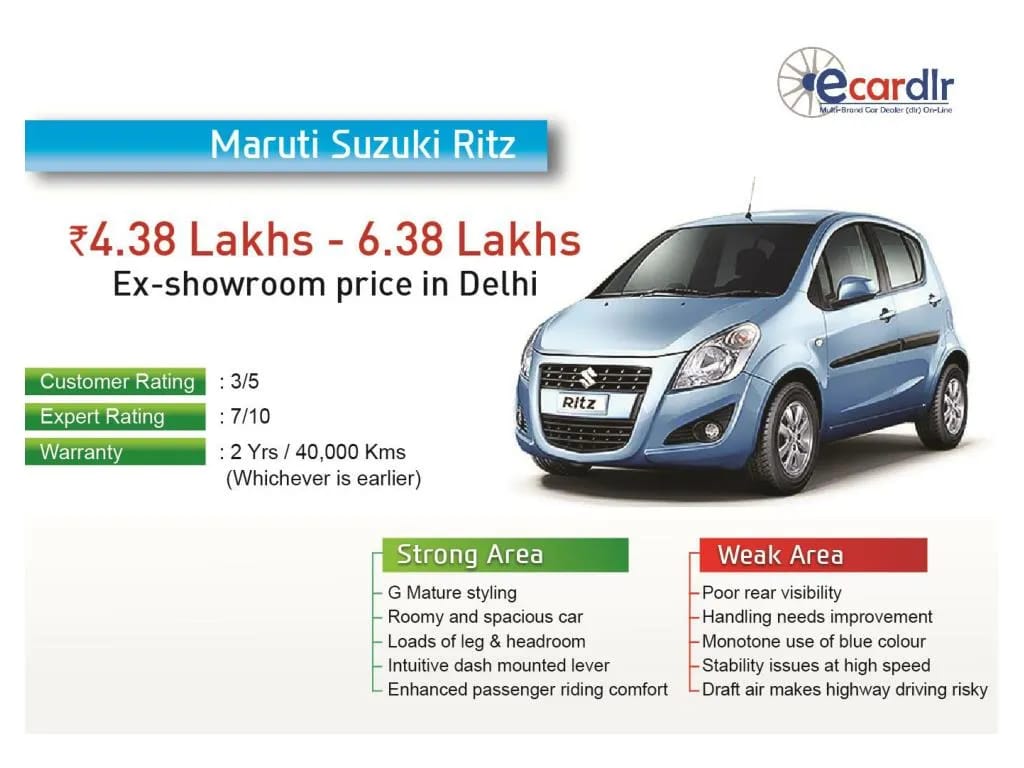 ecardlr
Multi-Brand Car Dealer (dlr) On-Line
Maruti Suzuki Ritz
₹4.38 Lakhs - 6.38 Lakhs
Ex-showroom price in Delhi
Customer Rating : 3/5
Expert Rating : 7/10
Warranty : 2 Yrs / 40,000 Kms
(Whichever is earlier)
RITZ
Strong Area
G Mature styling
Roomy and spacious car
Loads of leg & headroom
Intuitive dash mounted lever
Enhanced passenger riding comfort
Weak Area
Poor rear visibility
Handling needs improvement
Monotone use of blue colour
Stability issues at high speed
Draft air makes highway driving risky